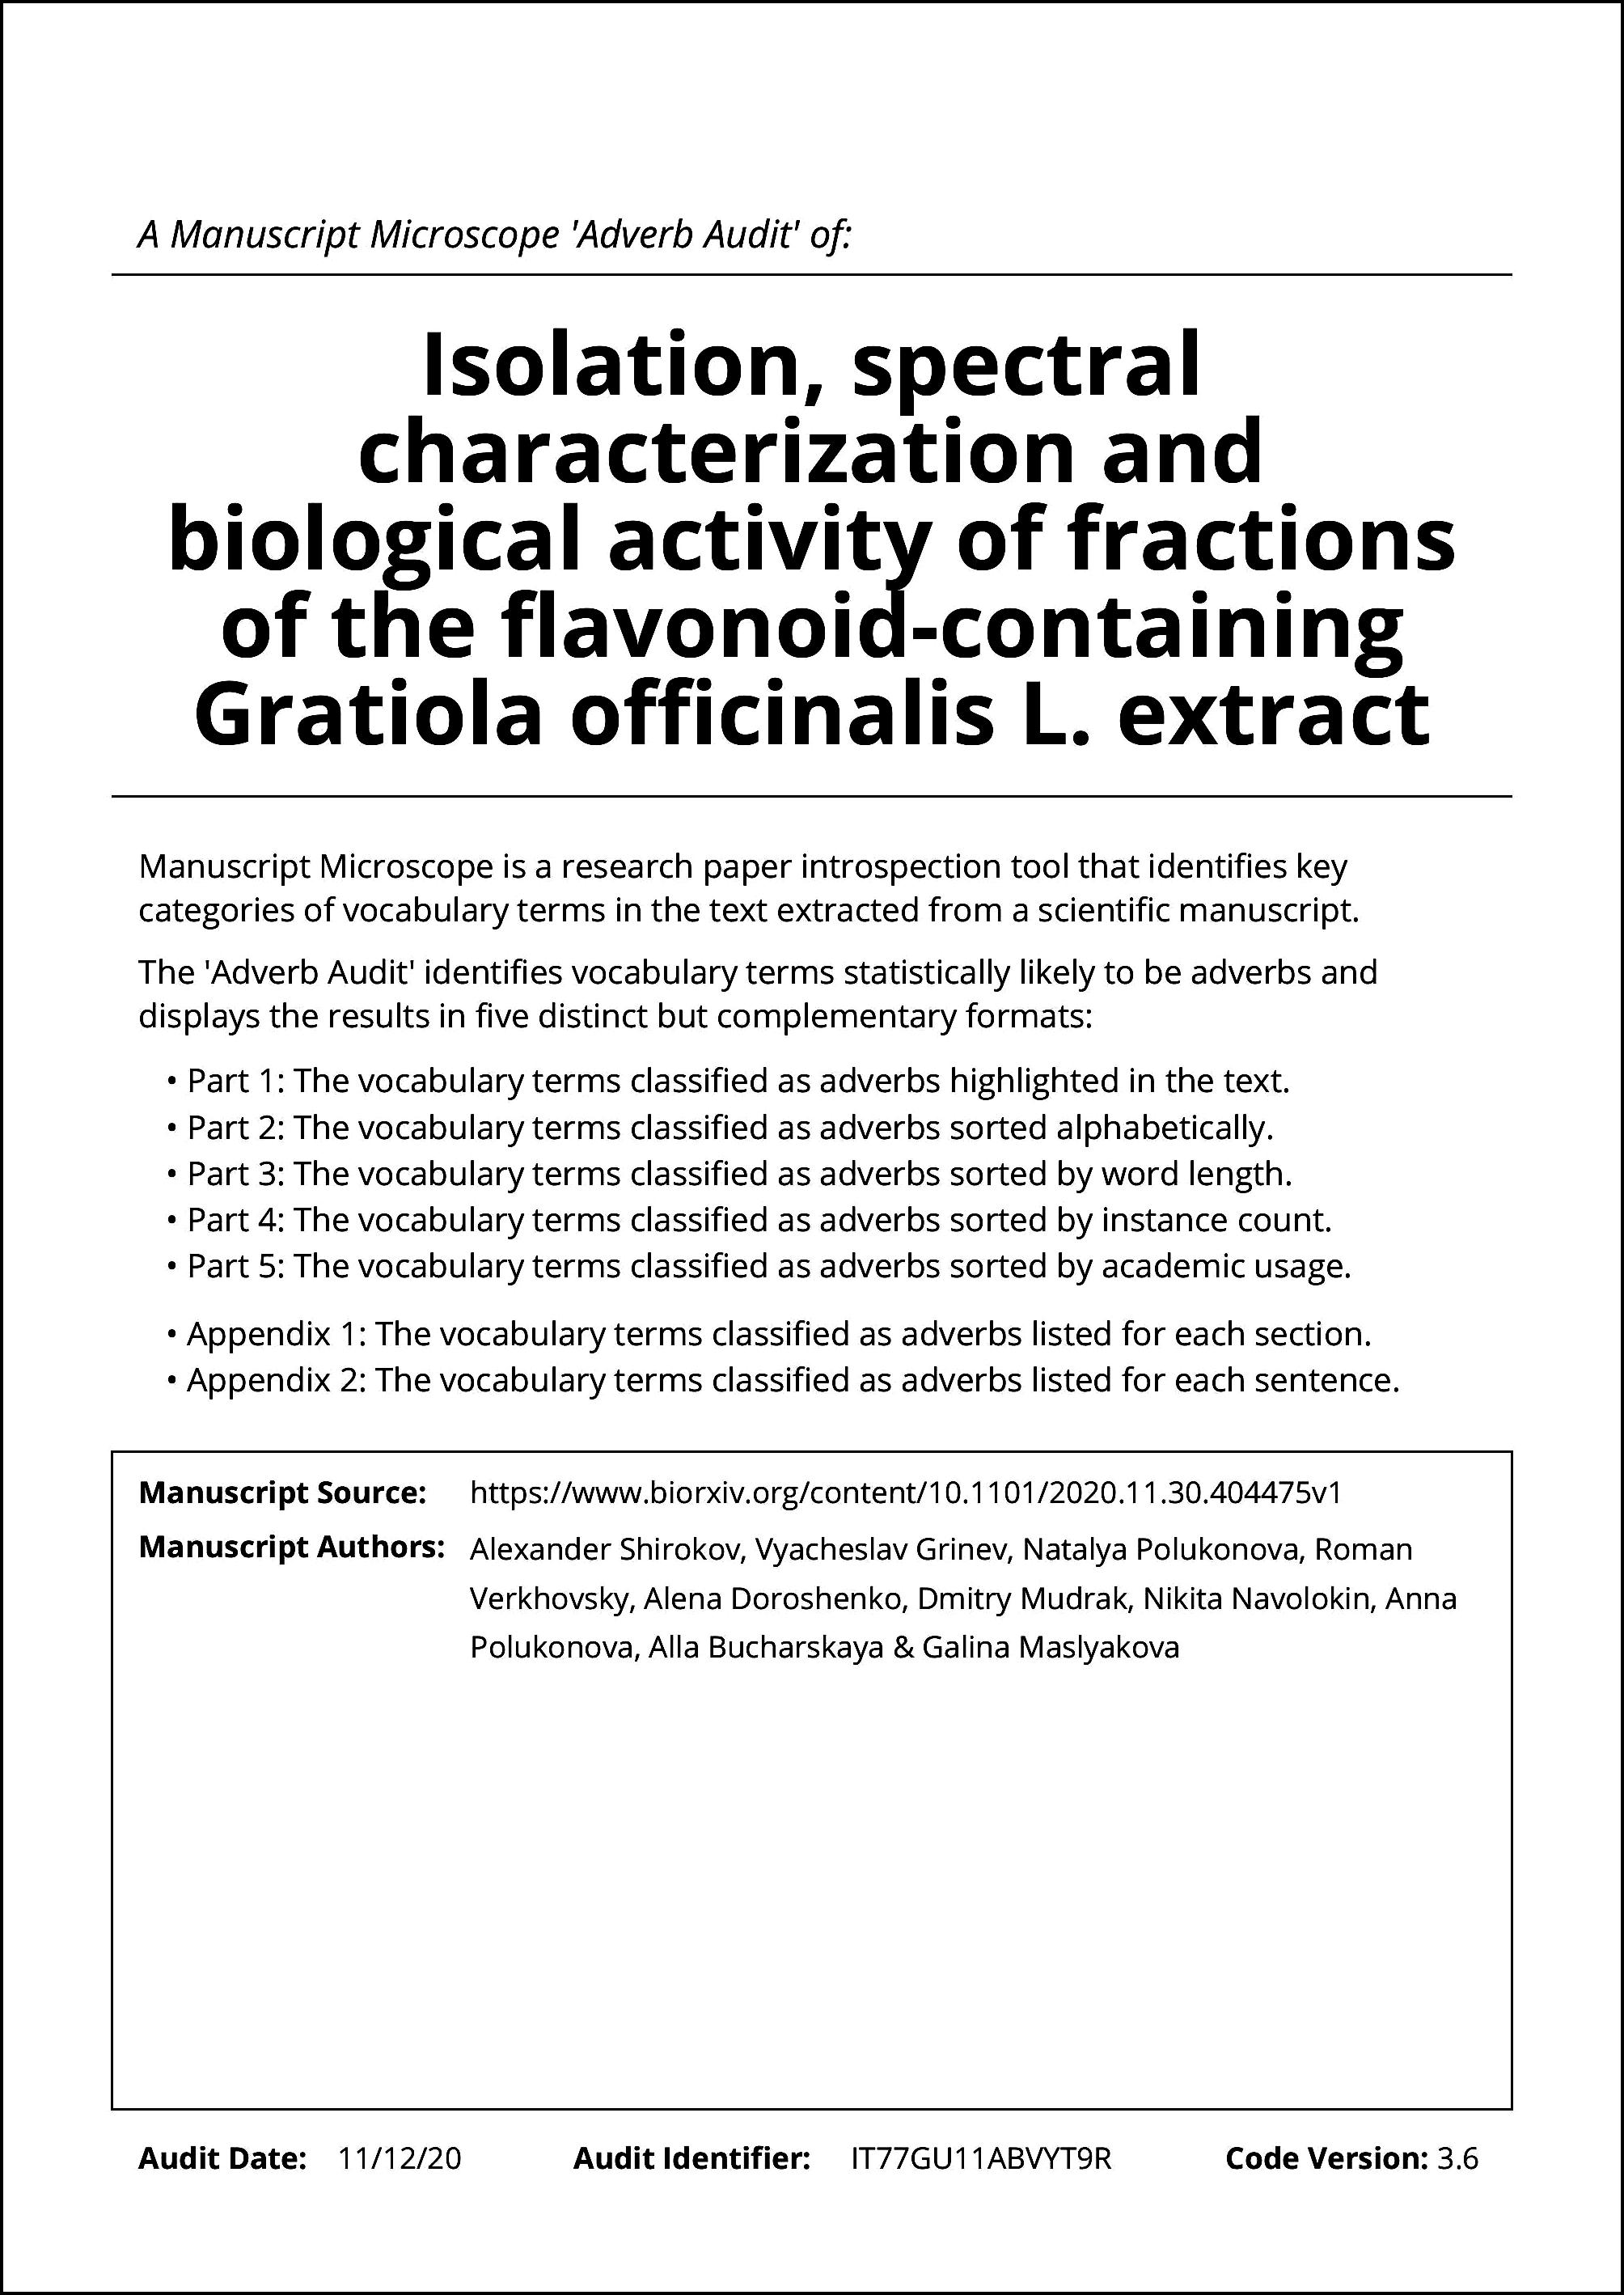 A Manuscript Microscope 'Adverb Audit' of:
Isolation, spectral
characterization and
biological activity of fractions
of the flavonoid-containing
Gratiola officinalis L. extract
Manuscript Microscope is a research paper introspection tool that identifies key
categories of vocabulary terms in the text extracted from a scientific manuscript.
The 'Adverb Audit' identifies vocabulary terms statistically likely to be adverbs and
displays the results in five distinct but complementary formats:
• Part 1: The vocabulary terms classified as adverbs highlighted in the text.
• Part 2: The vocabulary terms classified as adverbs sorted alphabetically.
• Part 3: The vocabulary terms classified as adverbs sorted by word length.
• Part 4: The vocabulary terms classified as adverbs sorted by instance count.
• Part 5: The vocabulary terms classified as adverbs sorted by academic usage.
• Appendix 1: The vocabulary terms classified as adverbs listed for each section.
• Appendix 2: The vocabulary terms classified as adverbs listed for each sentence.
Manuscript Source: https://www.biorxiv.org/content/10.1101/2020.11.30.404475v1
Manuscript Authors: Alexander Shirokov, Vyacheslav Grinev, Natalya Polukonova, Roman
Verkhovsky, Alena Doroshenko, Dmitry Mudrak, Nikita Navolokin, Anna
Polukonova, Alla Bucharskaya & Galina Maslyakova
Audit Date: 11/12/20 Audit Identifier: IT77GU11ABVYT9R Code Version: 3.6